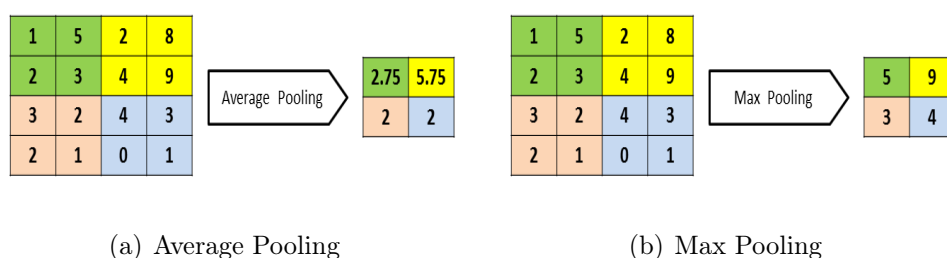 1 5 2 8
2 3 4 9
3 2 4 3
2 1 0 1
Average Pooling
2.75 5.75
2 2
(a) Average Pooling
1 5 2 8
2 3 4 9
3 2 4 3
2 1 0 1
Max Pooling
5 9
3 4
(b) Max Pooling